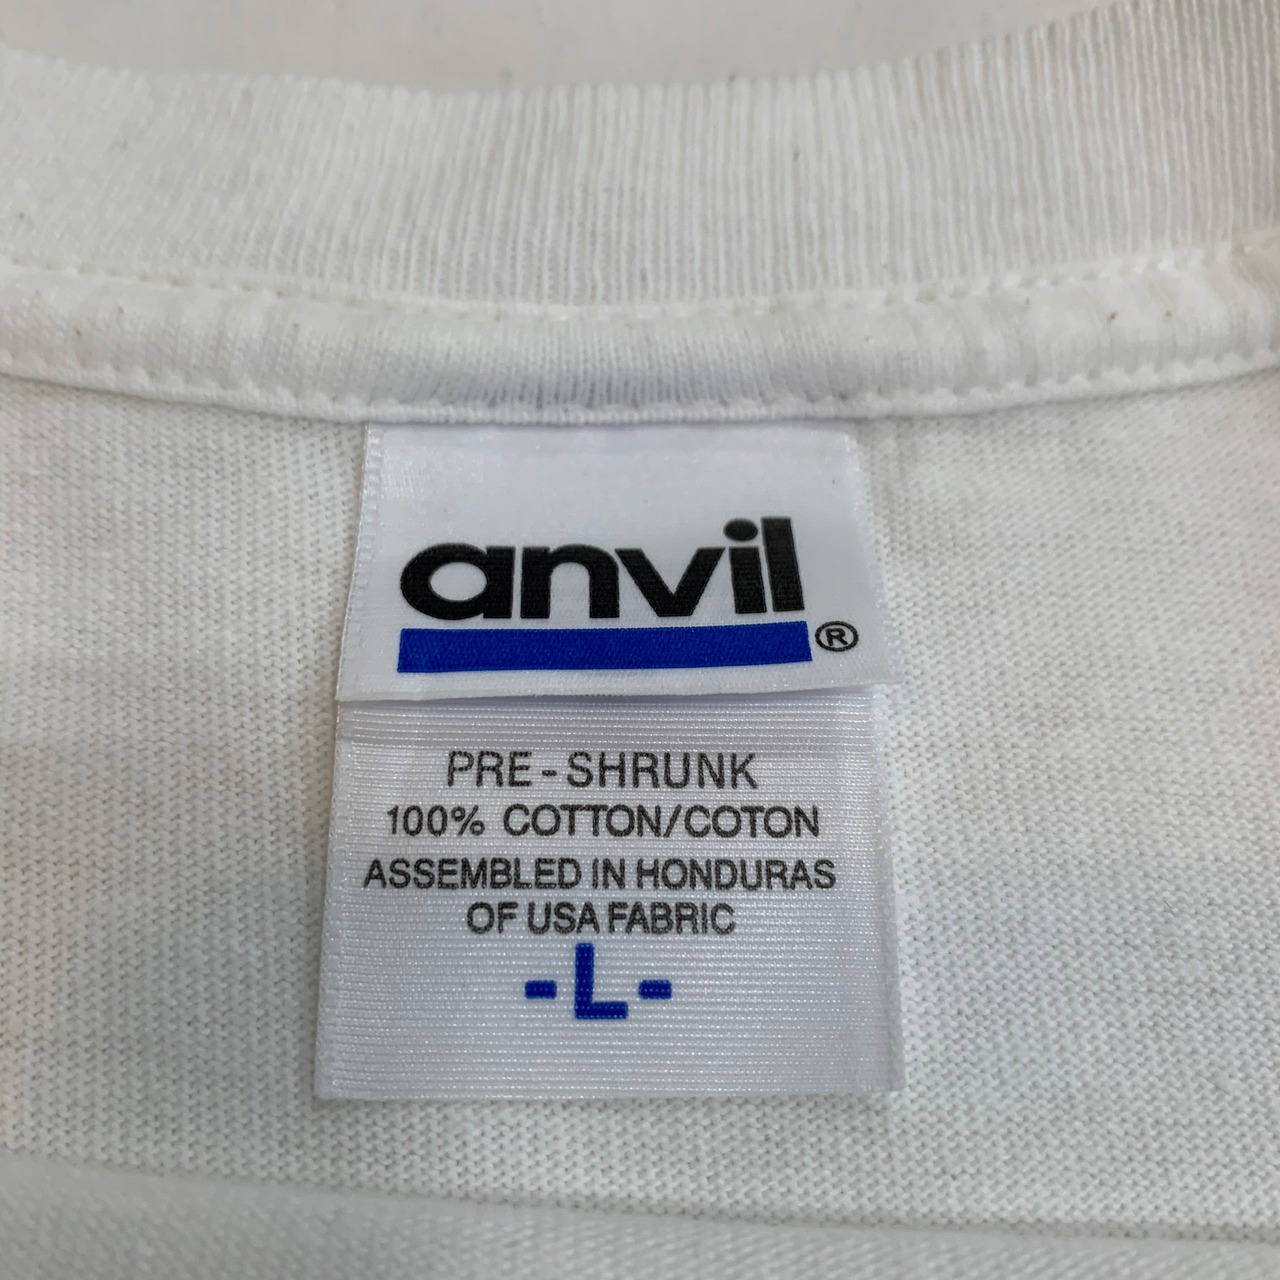 anvil®
PRE-SHRUNK
100% COTTON/COTON
ASSEMBLED IN HONDURAS
OF USA FABRIC
-L-